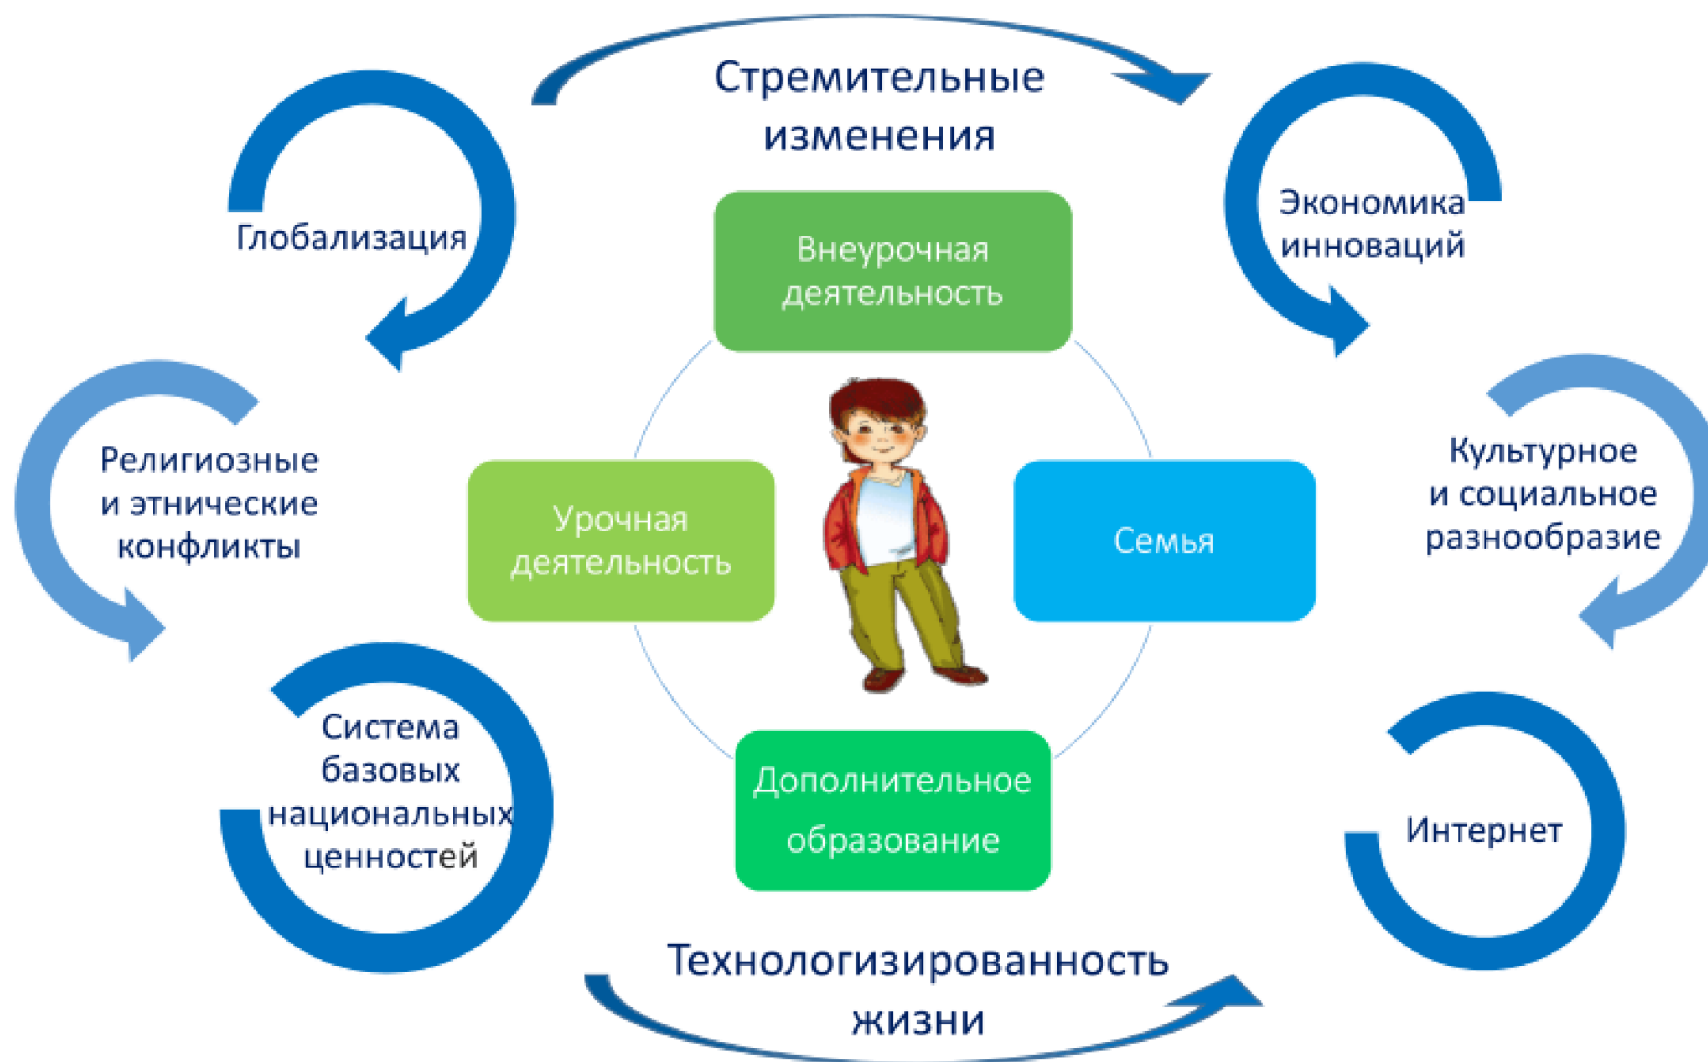 Стремительные
изменения
Глобализация
Экономика
инноваций
Внеурочная
деятельность
Религиозные
и этнические
конфликты
Урочная
деятельность
Семья
Культурное
и социальное
разнообразие
Система
базовых
национальных
ценностей
Дополнительное
образование
Интернет
Технологизированность
жизни